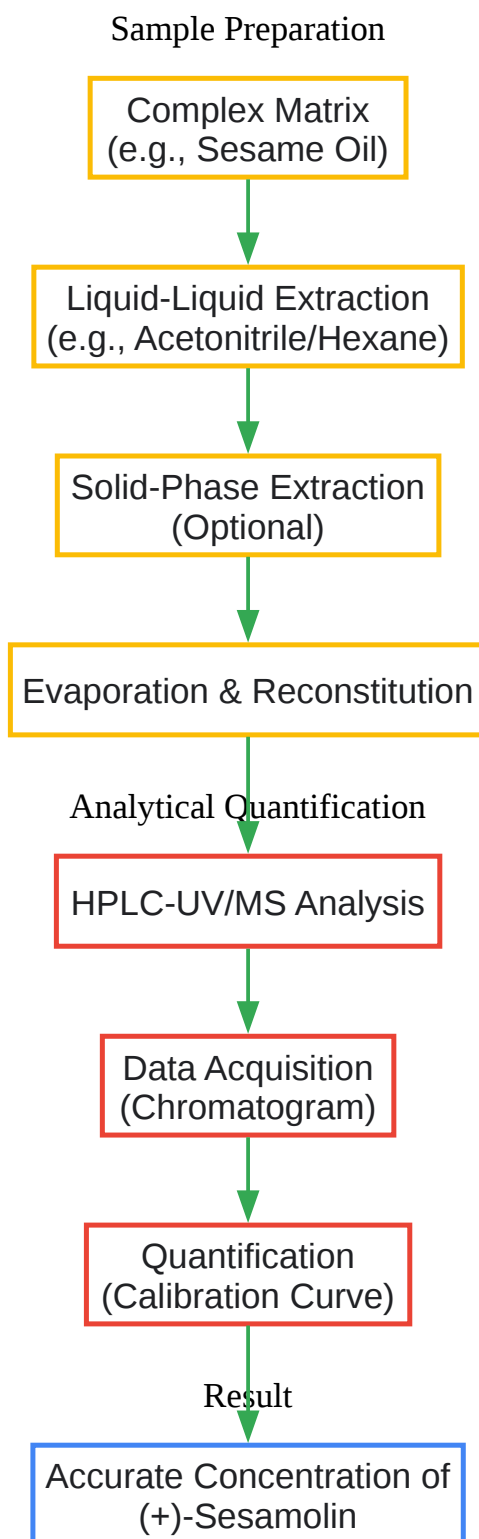 Sample Preparation
Complex Matrix
(e.g., Sesame Oil)
Liquid-Liquid Extraction
(e.g., Acetonitrile/Hexane)
Solid-Phase Extraction
(Optional)
Evaporation & Reconstitution
Analytical Quantification
HPLC-UV/MS Analysis
Data Acquisition
(Chromatogram)
Quantification
(Calibration Curve)
Result
Accurate Concentration of
(+)-Sesamolin